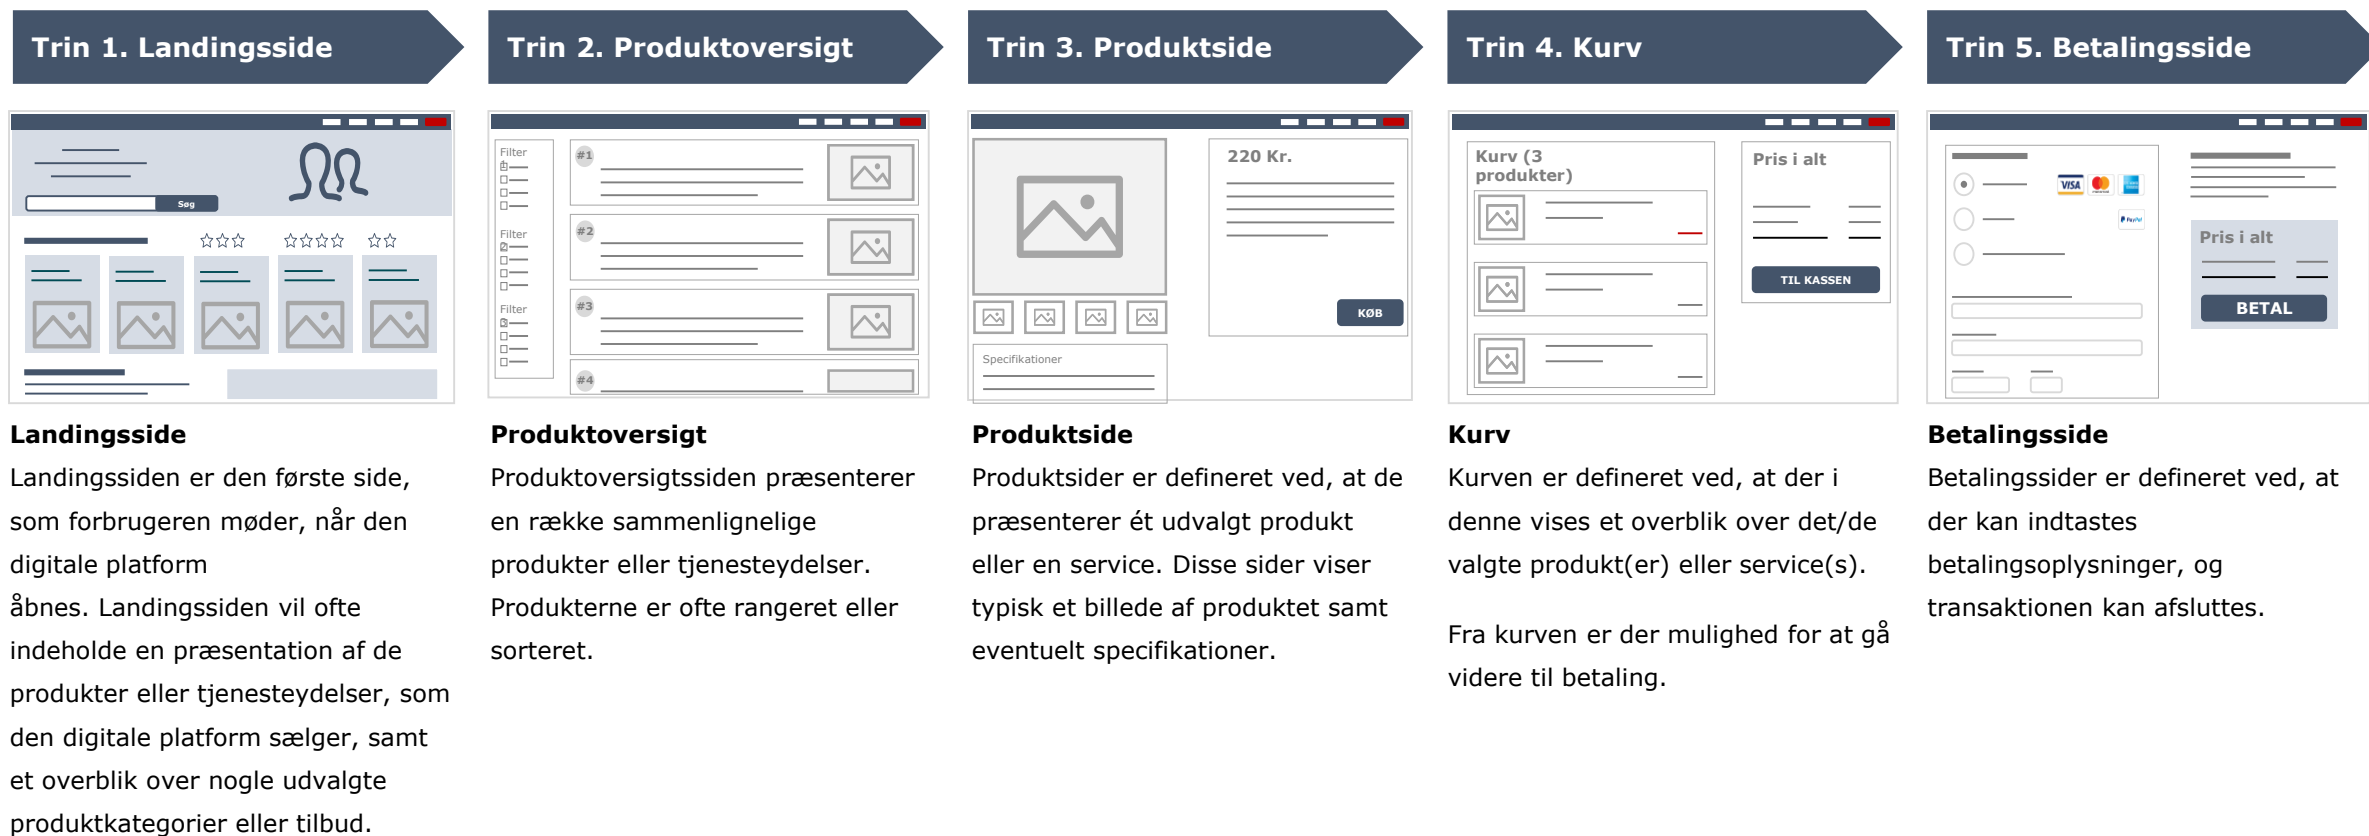 Trin 1. Landingsside
Trin 2. Produktoversigt
Trin 3. Produktside
Trin 4. Kurv
Trin 5. Betalingsside
Søg
Filter
1
Filter
2
Filter
3
#1
#2
#3
#4
220 Kr.
KØB
Specifikationer
Kurv (3
produkter)
Pris i alt
TIL KASSEN
VISA
mastercard
PayPal
Pris i alt
BETAL
Landingsside
Landingssiden er den første side,
som forbrugeren møder, når den
digitale platform
åbnes. Landingssiden vil ofte
indeholde en præsentation af de
produkter eller tjenesteydelser, som
den digitale platform sælger, samt
et overblik over nogle udvalgte
produktkategorier eller tilbud.
Produktoversigt
Produktoversigtssiden præsenterer
en række sammenlignelige
produkter eller tjenesteydelser.
Produkterne er ofte rangeret eller
sorteret.
Produktside
Produktsider er defineret ved, at de
præsenterer ét udvalgt produkt
eller en service. Disse sider viser
typisk et billede af produktet samt
eventuelt specifikationer.
Kurv
Kurven er defineret ved, at der i
denne vises et overblik over det/de
valgte produkt(er) eller service(s).
Fra kurven er der mulighed for at gå
videre til betaling.
Betalingsside
Betalingssider er defineret ved, at
der kan indtastes
betalingsoplysninger, og
transaktionen kan afsluttes.